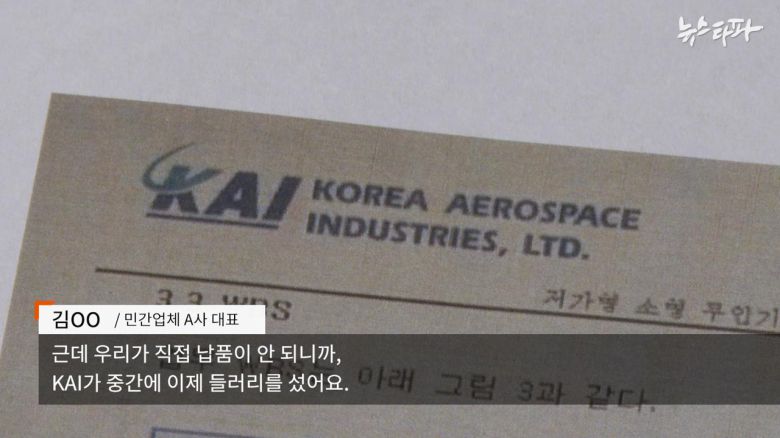 뉴스타파
KAI KOREA AEROSPACE
INDUSTRIES, LTD.
3.3 WBS
저가형 소형 무인기
김OO / 민간업체 A사 대표
근데 우리가 직접 납품이 안 되니까,
KAI가 중간에 이제 들러리를 섰어요.
아래 그림 3과 같다.